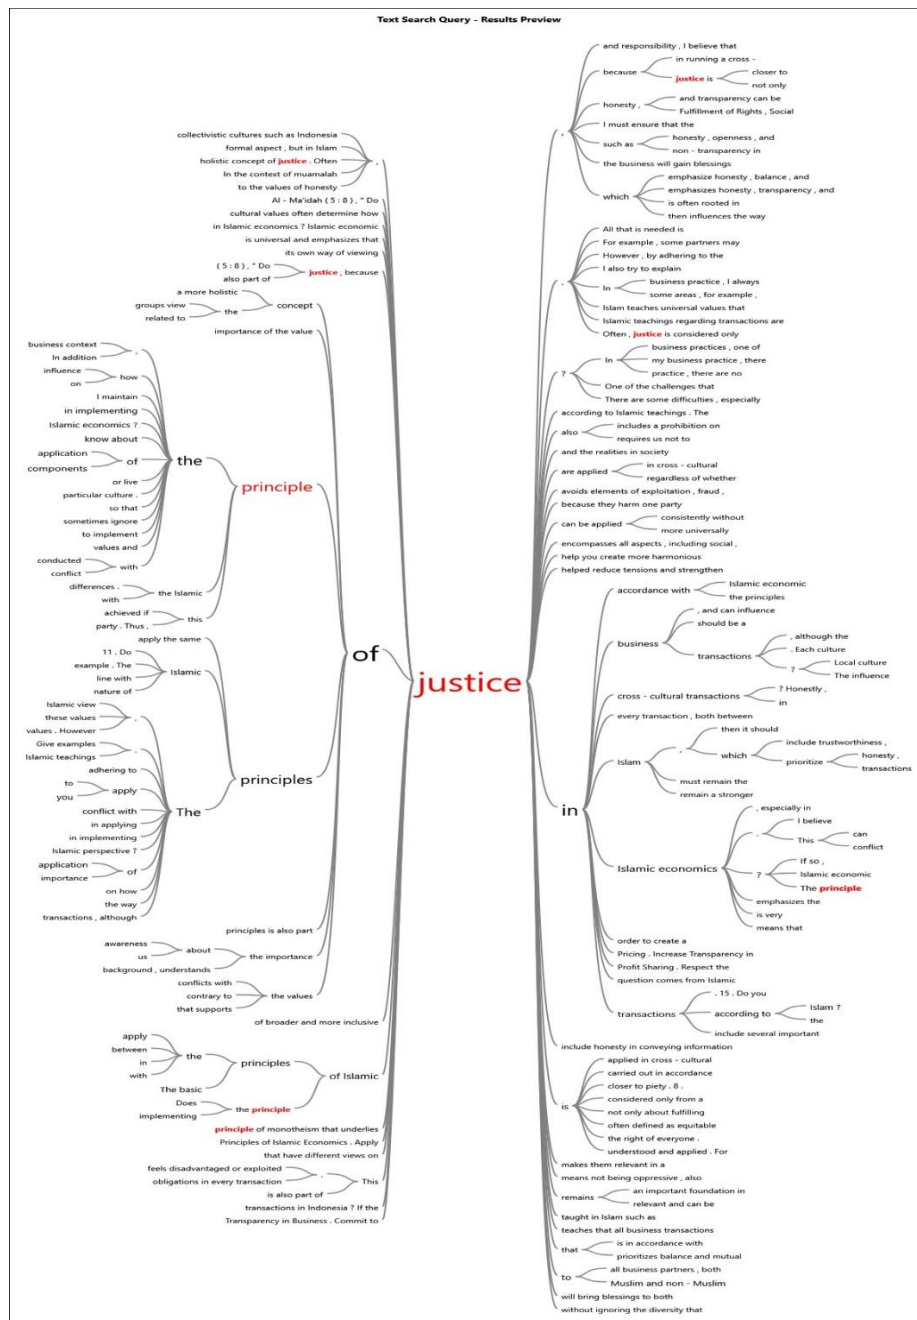 Text Search Query - Results Preview
collectivistic cultures such as Indonesia
formal aspect , but in Islam
holistic concept of justice . Often
In the context of muamalah
to the values of honesty
,
Al - Ma'idah ( 5 : 8 ) , " Do
cultural values often determine how
in Islamic economics ? Islamic economic
is universal and emphasizes that
its own way of viewing
( 5 : 8 ) , " Do
also part of
justice , because
a more holistic
groups view
related to
the
concept
importance of the value
business context
In addition
,
influence
on
how
I maintain
in implementing
Islamic economics ?
know about
application
components
of
or live
particular culture .
so that
sometimes ignore
to implement
values and
conducted
conflict
with
the
differences .
with
the Islamic
achieved if
party . Thus ,
this
principle
apply the same
11 . Do
example . The
line with
nature of
Islamic
Islamic view
these values
values . However
,
Give examples
Islamic teachings
.
adhering to
to
you
apply
conflict with
in applying
in implementing
Islamic perspective ?
application
importance
of
on how
the way
transactions , although
The
principles
principles is also part
awareness
us
about
background , understands
the importance
conflicts with
contrary to
that supports
the values
of
of broader and more inclusive
apply
between
in
with
the
The basic
principles
Does
implementing
the principle
of Islamic
principle of monotheism that underlies
Principles of Islamic Economics . Apply
that have different views on
feels disadvantaged or exploited
obligations in every transaction
.
is also part of
This
transactions in Indonesia ? If the
Transparency in Business . Commit to
justice
,
and responsibility , I believe that
because
in running a cross -
justice is
closer to
not only
honesty ,
and transparency can be
Fulfillment of Rights , Social
I must ensure that the
such as
honesty , openness , and
non - transparency in
the business will gain blessings
which
emphasize honesty , balance , and
emphasizes honesty , transparency , and
is often rooted in
then influences the way
.
All that is needed is
For example , some partners may
However , by adhering to the
I also try to explain
In
business practice , I always
some areas , for example ,
Islam teaches universal values that
Islamic teachings regarding transactions are
Often , justice is considered only
?
In
business practices , one of
my business practice , there
practice , there are no
One of the challenges that
There are some difficulties , especially
according to Islamic teachings . The
also
includes a prohibition on
requires us not to
and the realities in society
are applied
in cross - cultural
regardless of whether
avoids elements of exploitation , fraud ,
because they harm one party
can be applied
consistently without
more universally
encompasses all aspects , including social ,
help you create more harmonious
helped reduce tensions and strengthen
in
accordance with
Islamic economic
the principles
business
, and can influence
should be a
transactions
, although the
. Each culture
?
Local culture
The influence
cross - cultural transactions
? Honestly ,
in
every transaction , both between
Islam
,
then it should
which
include trustworthiness ,
prioritize
honesty ,
transactions
must remain the
remain a stronger
Islamic economics
, especially in
.
I believe
This
can
conflict
?
If so ,
Islamic economic
The principle
emphasizes the
is very
means that
order to create a
Pricing . Increase Transparency in
Profit Sharing . Respect the
question comes from Islamic
transactions
. 15 . Do you
according to
Islam ?
the
include several important
include honesty in conveying information
is
applied in cross - cultural
carried out in accordance
closer to piety . 8 .
considered only from a
not only about fulfilling
often defined as equitable
the right of everyone .
understood and applied . For
makes them relevant in a
means not being oppressive , also
remains
an important foundation in
relevant and can be
taught in Islam such as
teaches that all business transactions
that
is in accordance with
prioritizes balance and mutual
to
all business partners , both
Muslim and non - Muslim
will bring blessings to both
without ignoring the diversity that